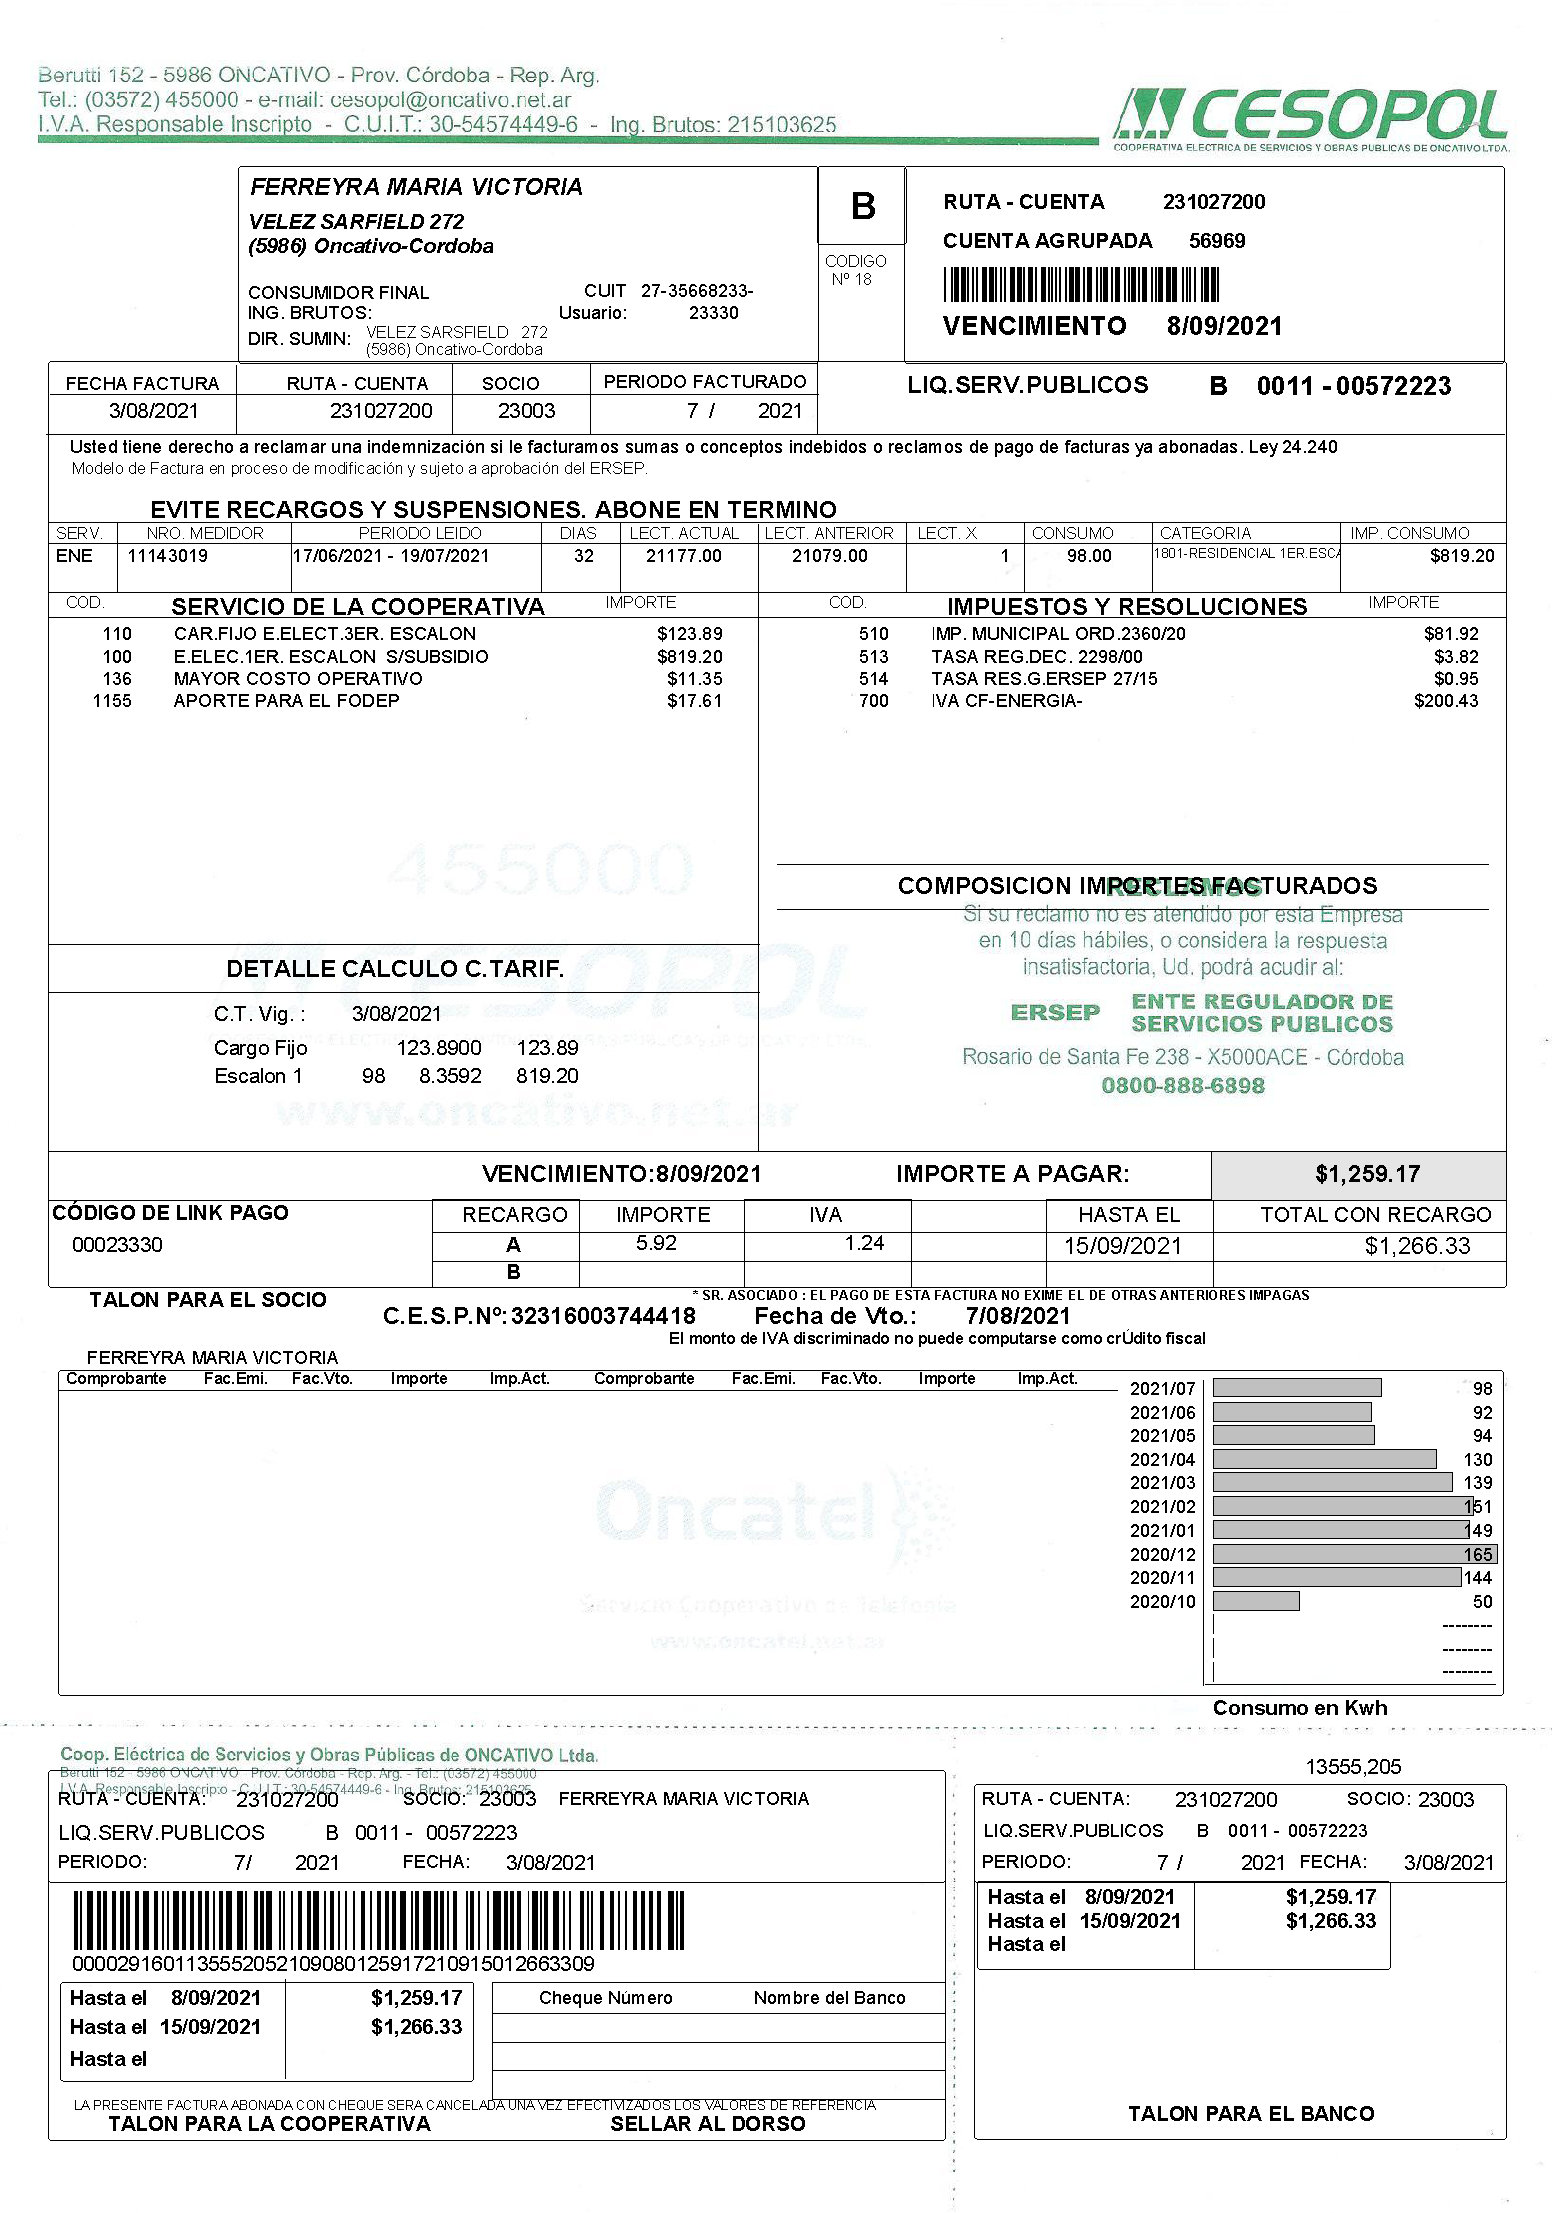 Berutti 152 - 5986 ONCATIVO - Prov. Córdoba - Rep. Arg.
Tel.: (03572) 455000 - e-mail: cesopol@oncativo.net.ar
I.V.A. Responsable Inscripto - C.U.I.T.: 30-54574449-6 - Ing. Brutos: 215103625
CESOPOL
COOPERATIVA ELECTRICA DE SERVICIOS Y OBRAS PUBLICAS DE ONCATIVO LTDA.
FERREYRA MARIA VICTORIA
VELEZ SARFIELD 272
(5986) Oncativo-Cordoba
CONSUMIDOR FINAL CUIT 27-35668233-
ING. BRUTOS: Usuario: 23330
DIR. SUMIN: VELEZ SARSFIELD 272
(5986) Oncativo-Cordoba
B
CODIGO
Nº 18
RUTA - CUENTA 231027200
CUENTA AGRUPADA 56969
VENCIMIENTO 8/09/2021
FECHA FACTURA RUTA - CUENTA SOCIO PERIODO FACTURADO
3/08/2021 231027200 23003 7 / 2021
LIQ.SERV.PUBLICOS B 0011 - 00572223
Usted tiene derecho a reclamar una indemnización si le facturamos sumas o conceptos indebidos o reclamos de pago de facturas ya abonadas. Ley 24.240
Modelo de Factura en proceso de modificación y sujeto a aprobación del ERSEP.
EVITE RECARGOS Y SUSPENSIONES. ABONE EN TERMINO
SERV. NRO. MEDIDOR PERIODO LEIDO DIAS LECT. ACTUAL LECT. ANTERIOR LECT. X CONSUMO CATEGORIA IMP. CONSUMO
ENE 11143019 17/06/2021 - 19/07/2021 32 21177.00 21079.00 1 98.00 1801-RESIDENCIAL 1ER.ESCA $819.20
COD. SERVICIO DE LA COOPERATIVA IMPORTE COD. IMPUESTOS Y RESOLUCIONES IMPORTE
110 CAR.FIJO E.ELECT.3ER. ESCALON $123.89 510 IMP. MUNICIPAL ORD.2360/20 $81.92
100 E.ELEC.1ER. ESCALON S/SUBSIDIO $819.20 513 TASA REG.DEC. 2298/00 $3.82
136 MAYOR COSTO OPERATIVO $11.35 514 TASA RES.G.ERSEP 27/15 $0.95
1155 APORTE PARA EL FODEP $17.61 700 IVA CF-ENERGIA- $200.43
455000
CESOPOL
www.oncativo.net.ar
COMPOSICION IMPORTES FACTURADOS
RECLAMOS
Si su reclamo no es atendido por esta Empresa
en 10 días hábiles, o considera la respuesta
insatisfactoria, Ud. podrá acudir al:
ERSEP ENTE REGULADOR DE
SERVICIOS PUBLICOS
Rosario de Santa Fe 238 - X5000ACE - Córdoba
0800-888-6898
DETALLE CALCULO C.TARIF.
C.T. Vig. : 3/08/2021
Cargo Fijo 123.8900 123.89
Escalon 1 98 8.3592 819.20
VENCIMIENTO:8/09/2021 IMPORTE A PAGAR: $1,259.17
CÓDIGO DE LINK PAGO RECARGO IMPORTE IVA HASTA EL TOTAL CON RECARGO
00023330 A 5.92 1.24 15/09/2021 $1,266.33
B
TALON PARA EL SOCIO
* SR. ASOCIADO : EL PAGO DE ESTA FACTURA NO EXIME EL DE OTRAS ANTERIORES IMPAGAS
C.E.S.P.Nº: 32316003744418 Fecha de Vto.: 7/08/2021
El monto de IVA discriminado no puede computarse como crÚdito fiscal
FERREYRA MARIA VICTORIA
Comprobante Fac.Emi. Fac.Vto. Importe Imp.Act. Comprobante Fac.Emi. Fac.Vto. Importe Imp.Act.
2021/07 98
2021/06 92
2021/05 94
2021/04 130
2021/03 139
2021/02 151
2021/01 149
2020/12 165
2020/11 144
2020/10 50
--------
--------
--------
Oncatel
Servicio Cooperativo de Telefonía
www.oncatel.net.ar
Consumo en Kwh
Coop. Eléctrica de Servicios y Obras Públicas de ONCATIVO Ltda.
Berutti 152 - 5986 ONCATIVO - Prov. Córdoba - Rep. Arg. - Tel.: (03572) 455000
I.V.A. Responsable Inscripto - C.U.I.T.: 30-54574449-6 - Ing. Brutos: 215103625
RUTA - CUENTA: 231027200 SOCIO: 23003 FERREYRA MARIA VICTORIA
LIQ.SERV.PUBLICOS B 0011 - 00572223
PERIODO: 7/ 2021 FECHA: 3/08/2021
00002916011355552052109080125917210915012663309
Hasta el 8/09/2021 $1,259.17
Hasta el 15/09/2021 $1,266.33
Hasta el
Cheque Número Nombre del Banco
LA PRESENTE FACTURA ABONADA CON CHEQUE SERA CANCELADA UNA VEZ EFECTIVIZADOS LOS VALORES DE REFERENCIA
TALON PARA LA COOPERATIVA SELLAR AL DORSO
13555,205
RUTA - CUENTA: 231027200 SOCIO: 23003
LIQ.SERV.PUBLICOS B 0011 - 00572223
PERIODO: 7 / 2021 FECHA: 3/08/2021
Hasta el 8/09/2021 $1,259.17
Hasta el 15/09/2021 $1,266.33
Hasta el
TALON PARA EL BANCO